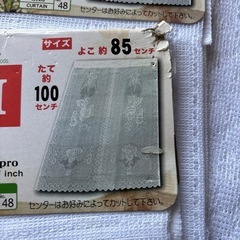 CURTAIN 48
センターはお好みによってカットして下さい。
サイズ よこ 約 85 センチ
たて
約
100
センチ
pro
inch
48
センターはお好みによってカットして下さい。